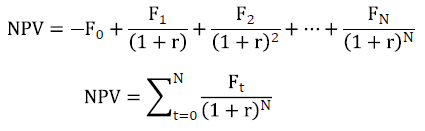 NPV = −F₀ + F₁/(1 + r) + F₂/(1 + r)² + ⋯ + F_N/(1 + r)^N
NPV = ∑_{t=0}^{N} F_t/(1 + r)^N